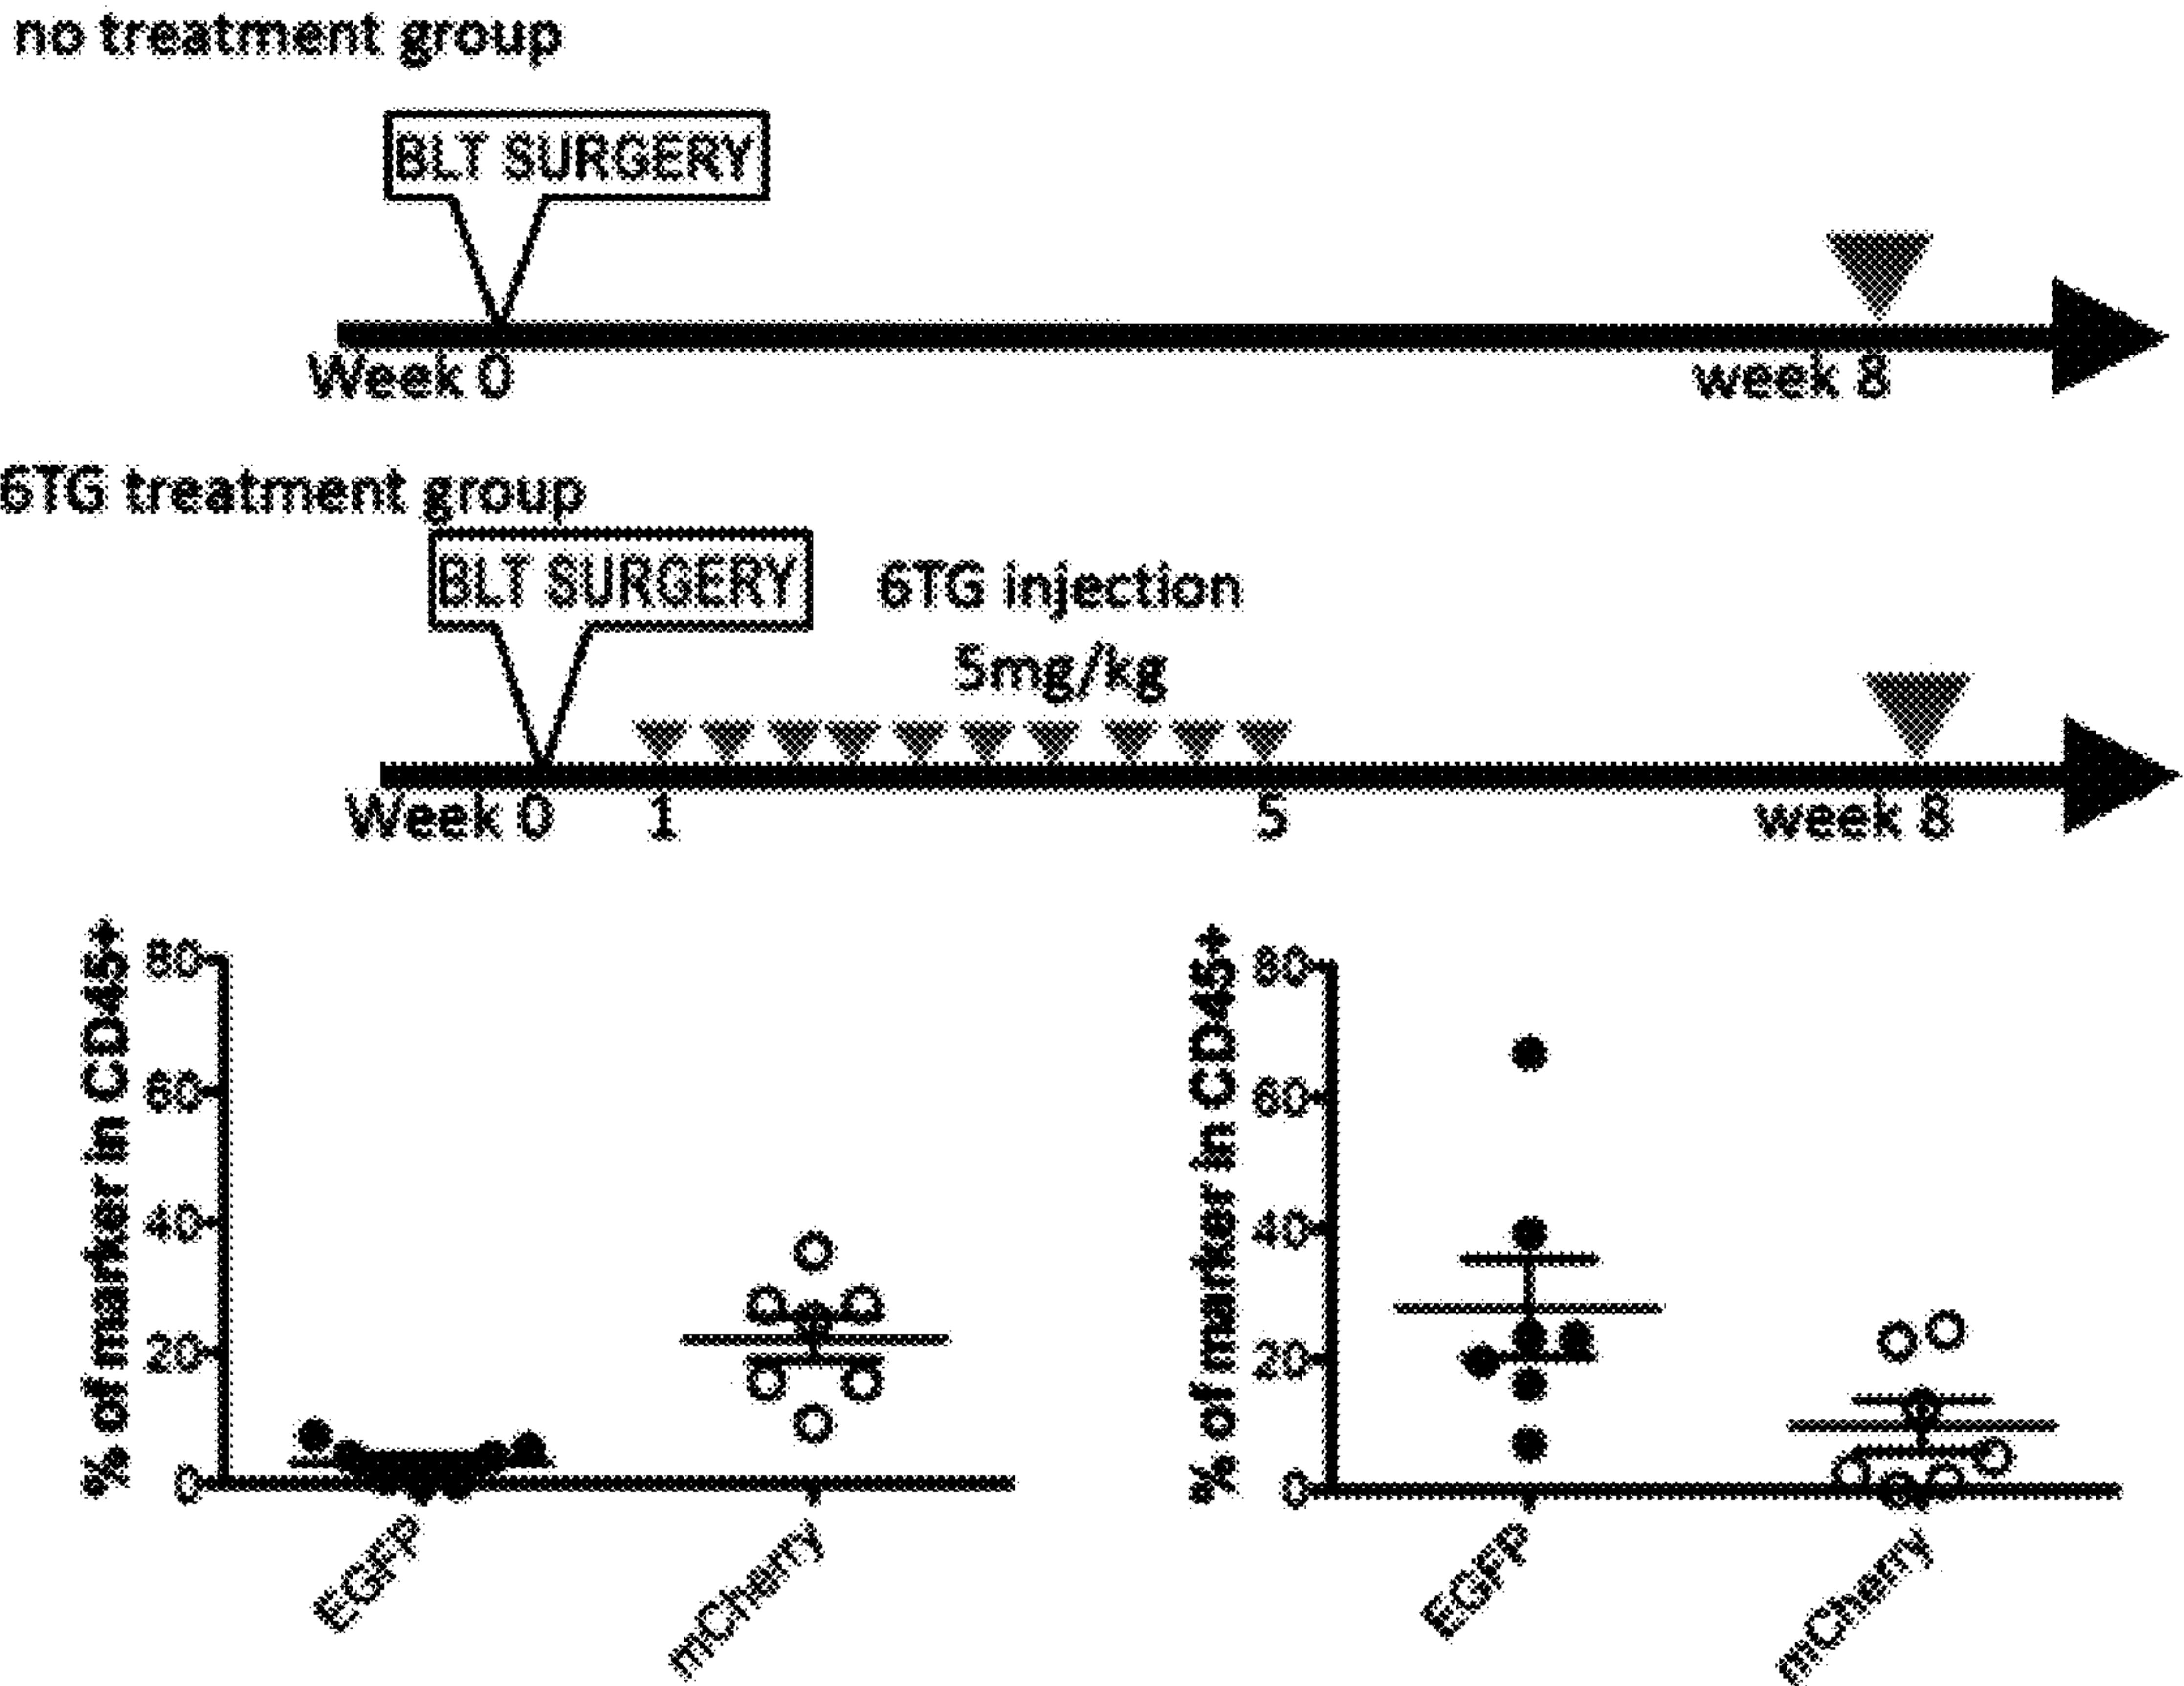 no treatment group
BLT SURGERY
Week 0
week 8
6TG treatment group
BLT SURGERY
6TG injection
5mg/kg
Week 0
1
5
week 8
% of marker in CD45+
80
60
40
20
0
EGFP
mCherry
% of marker in CD45+
80
60
40
20
0
EGFP
mCherry